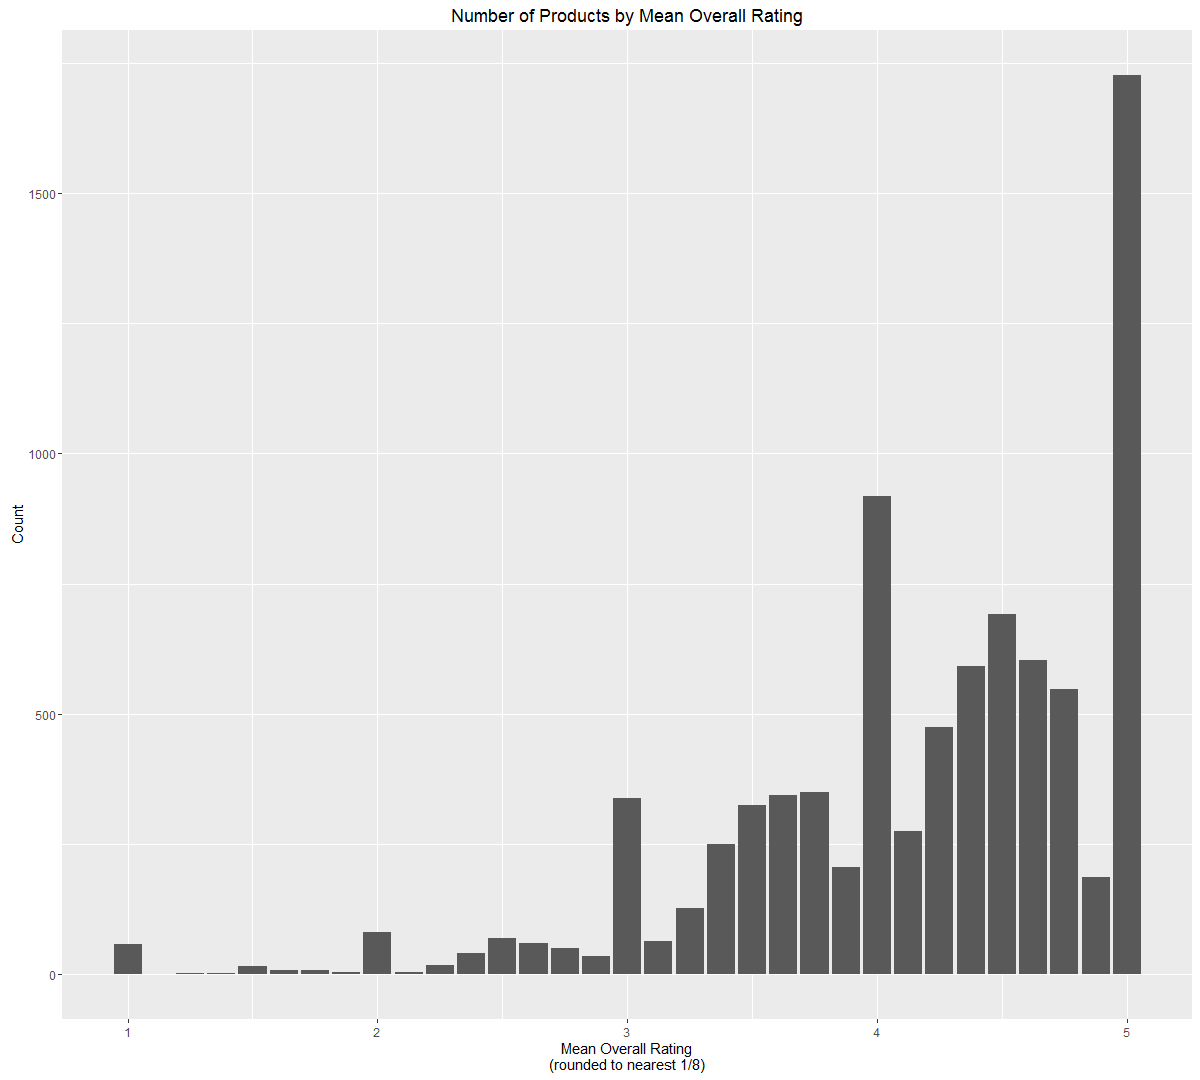 Number of Products by Mean Overall Rating
1500
1000
500
0
Count
1 2 3 4 5
Mean Overall Rating
(rounded to nearest 1/8)